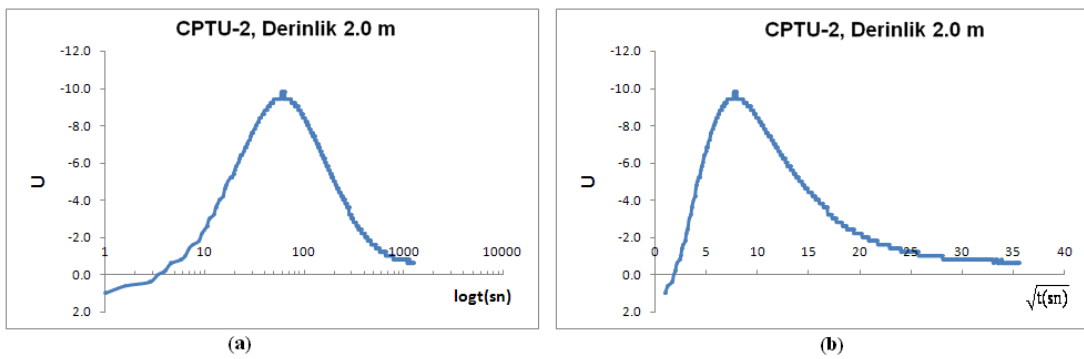 CPTU-2, Derinlik 2.0 m
-12.0
-10.0
-8.0
-6.0
-4.0
-2.0
0.0
2.0
U
1 10 100 1000 10000
logt(sn)
(a)
CPTU-2, Derinlik 2.0 m
-12.0
-10.0
-8.0
-6.0
-4.0
-2.0
0.0
2.0
U
0 5 10 15 20 25 30 35 40
√t(sn)
(b)